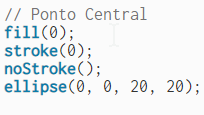 // Ponto Central
fill(0);
stroke(0);
noStroke();
ellipse(0, 0, 20, 20);